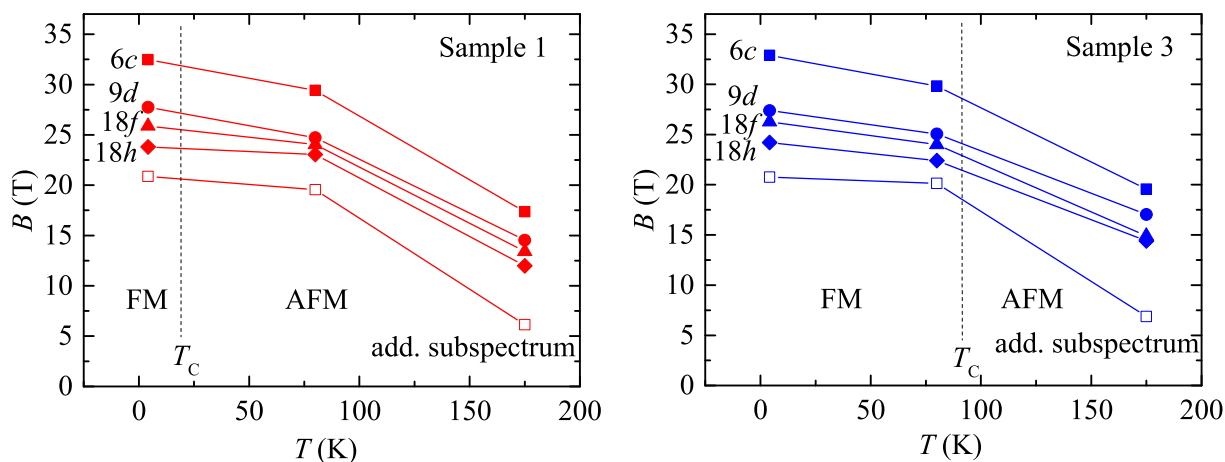 Sample 1
6c
9d
18f
18h
FM
AFM
add. subspectrum
T_C
B (T)
35
30
25
20
15
10
5
0
0
50
100
150
200
T (K)
Sample 3
6c
9d
18f
18h
FM
AFM
add. subspectrum
T_C
B (T)
35
30
25
20
15
10
5
0
0
50
100
150
200
T (K)